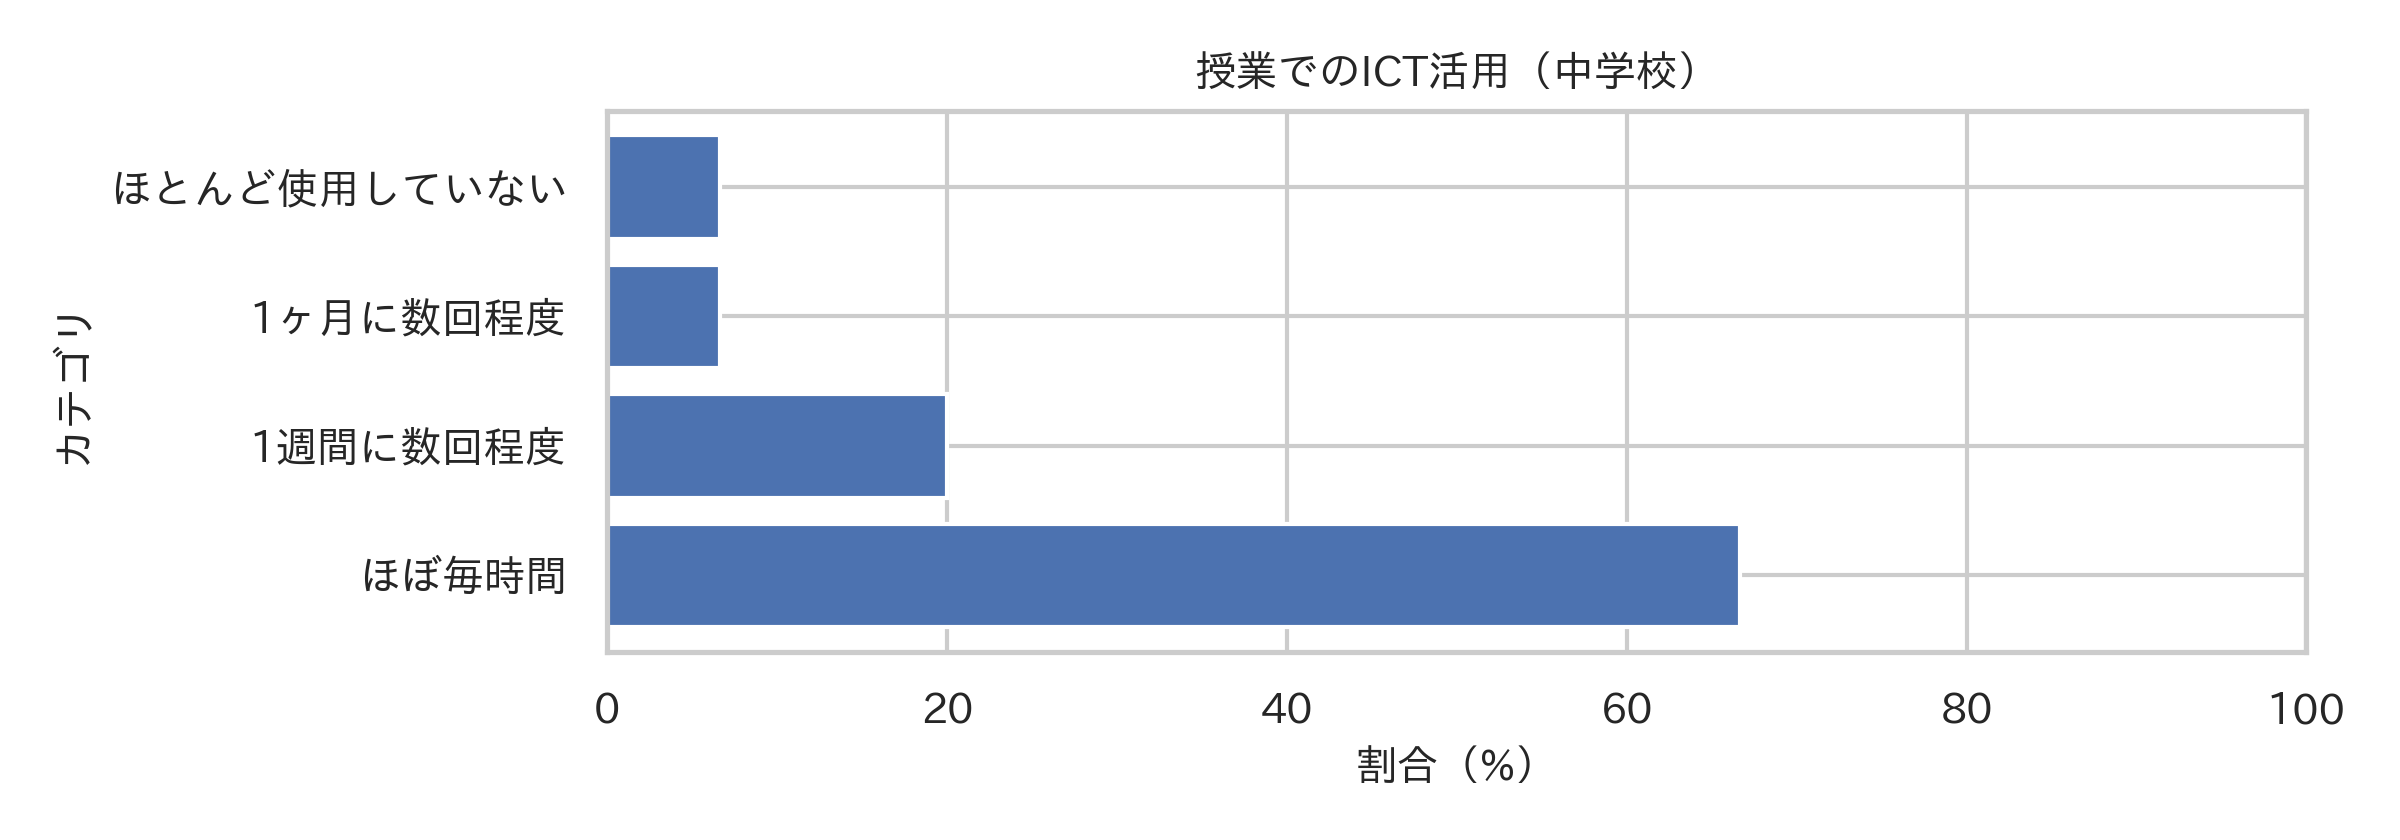 授業でのICT活用（中学校）
ほとんど使用していない
1ヶ月に数回程度
1週間に数回程度
ほぼ毎時間
カテゴリ
0 20 40 60 80 100
割合（%）